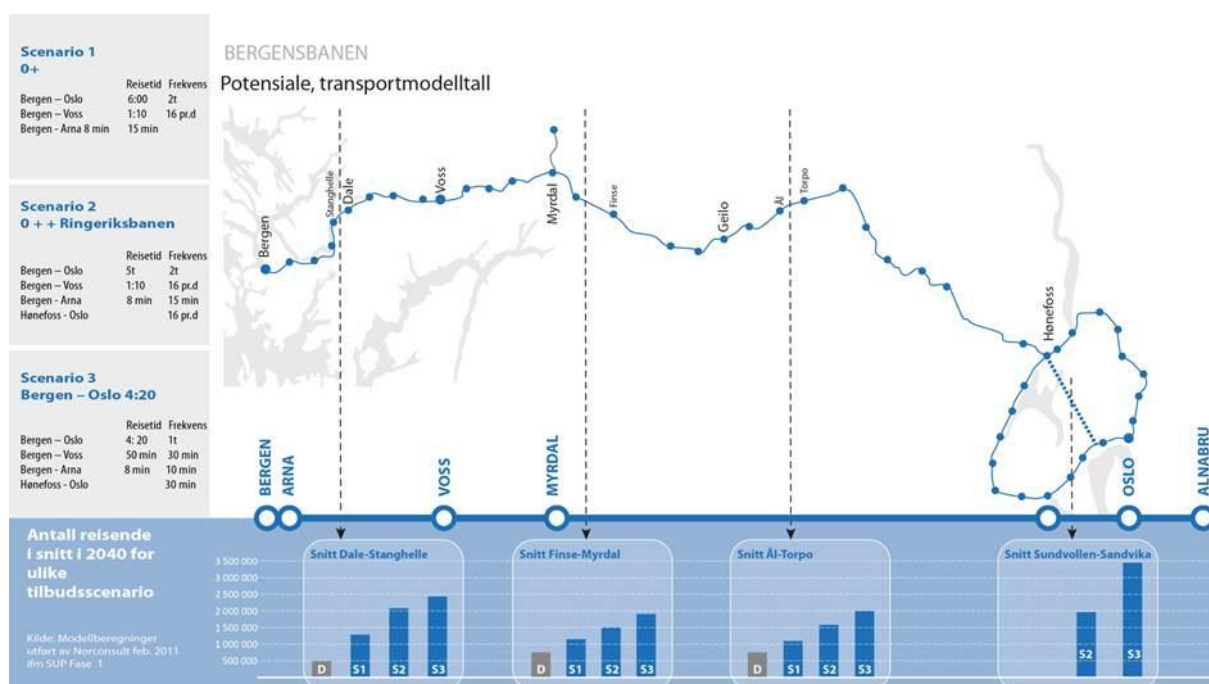 Scenario 1
0+
Reisetid Frekvens
Bergen – Oslo 6:00 2t
Bergen – Voss 1:10 16 pr.d
Bergen - Arna 8 min 15 min
Scenario 2
0 + + Ringeriksbanen
Reisetid Frekvens
Bergen – Oslo 5t 2t
Bergen – Voss 1:10 16 pr.d
Bergen - Arna 8 min 15 min
Hønefoss - Oslo 16 pr.d
Scenario 3
Bergen – Oslo 4:20
Reisetid Frekvens
Bergen – Oslo 4: 20 1t
Bergen – Voss 50 min 30 min
Bergen - Arna 8 min 10 min
Hønefoss - Oslo 30 min
BERGENSBANEN
Potensiale, transportmodelltall
Bergen
Stanghelle
Dale
Voss
Myrdal
Finse
Geilo
Ål
Torpo
Hønefoss
BERGEN
ARNA
VOSS
MYRDAL
OSLO
ALNABRU
Antall reisende
i snitt i 2040 for
ulike
tilbudsscenario
Kilde: Modellberegninger
utført av Norconsult feb. 2011
ifm SUP Fase 1
3 500 000
3 000 000
2 500 000
2 000 000
1 500 000
1 000 000
500 000
Snitt Dale-Stanghelle
D S1 S2 S3
Snitt Finse-Myrdal
D S1 S2 S3
Snitt Ål-Torpo
D S1 S2 S3
Snitt Sundvollen-Sandvika
S2 S3